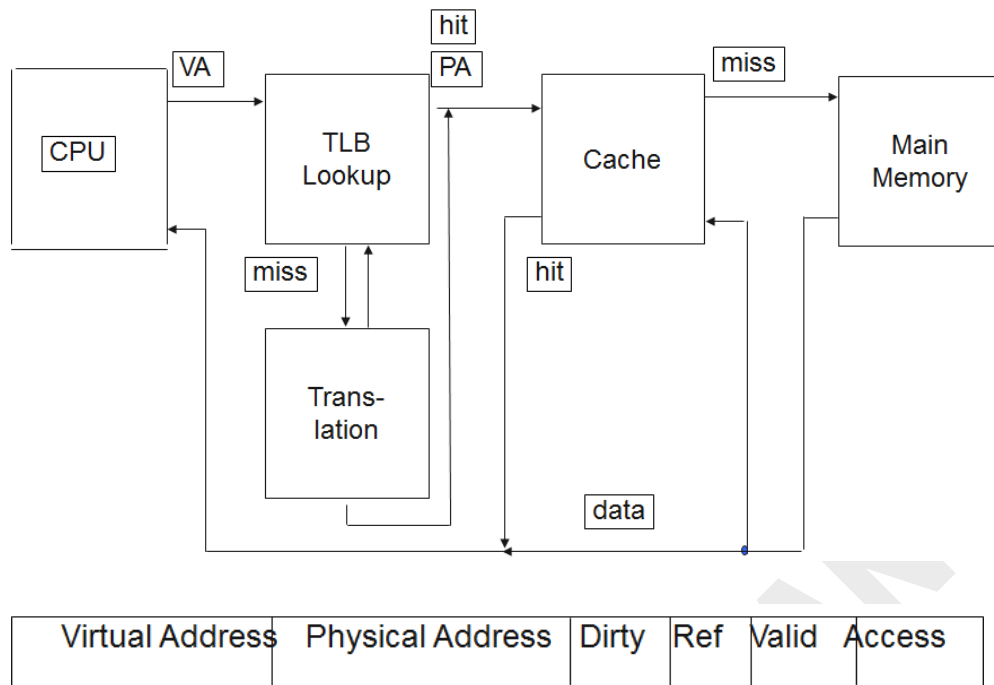 hit
VA
PA
miss
CPU
TLB
Lookup
Cache
Main
Memory
miss
hit
Trans-
lation
data
Virtual Address Physical Address Dirty Ref Valid Access